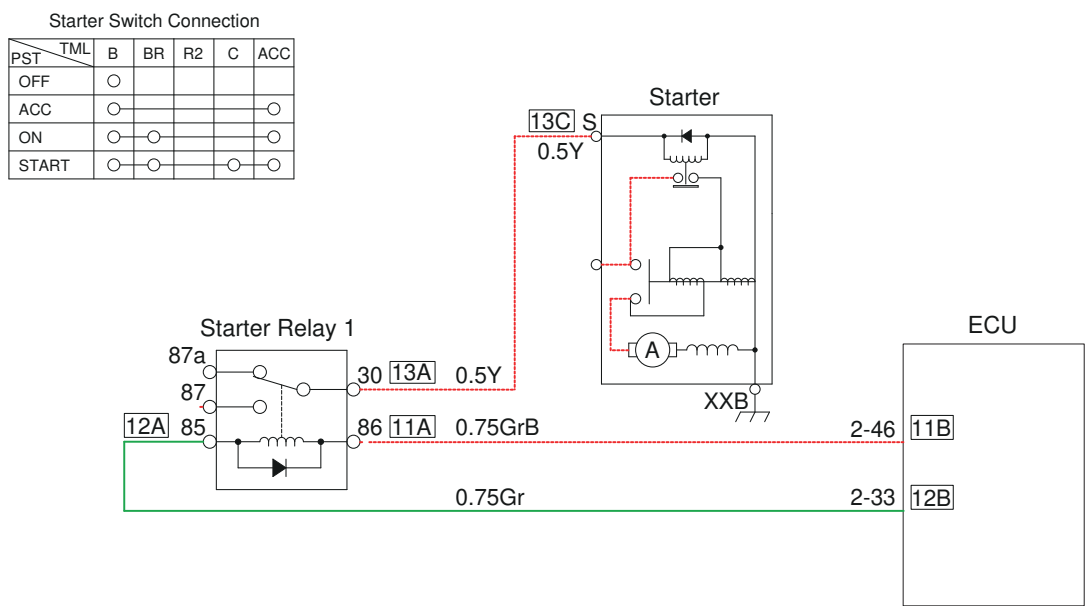 Starter Switch Connection
PST TML B BR R2 C ACC
OFF
ACC
ON
START
Starter
13C S
0.5Y
Starter Relay 1
ECU
87a
30 13A 0.5Y
87
XXB
12A 85 86 11A 0.75GrB 2-46 11B
0.75Gr 2-33 12B
A